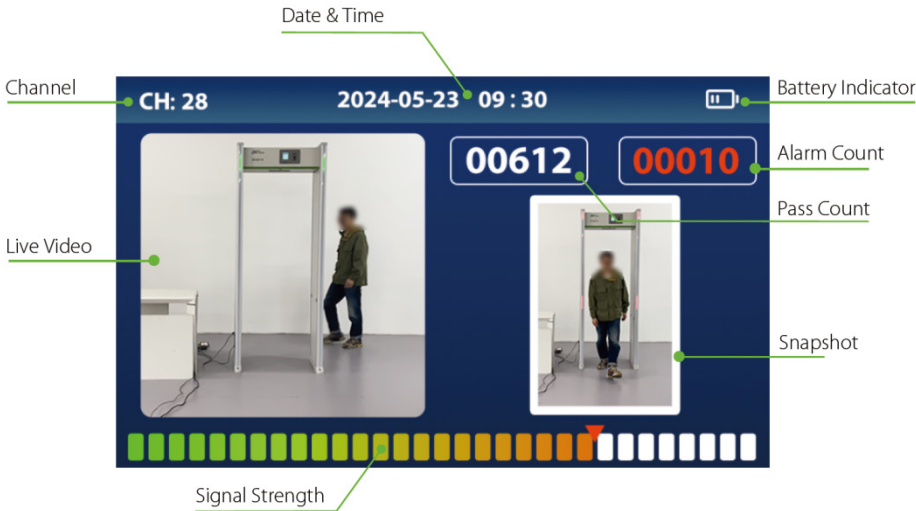 Date & Time
Channel
CH: 28
2024-05-23 09:30
Battery Indicator
00612
00010
Alarm Count
Pass Count
Live Video
Snapshot
Signal Strength